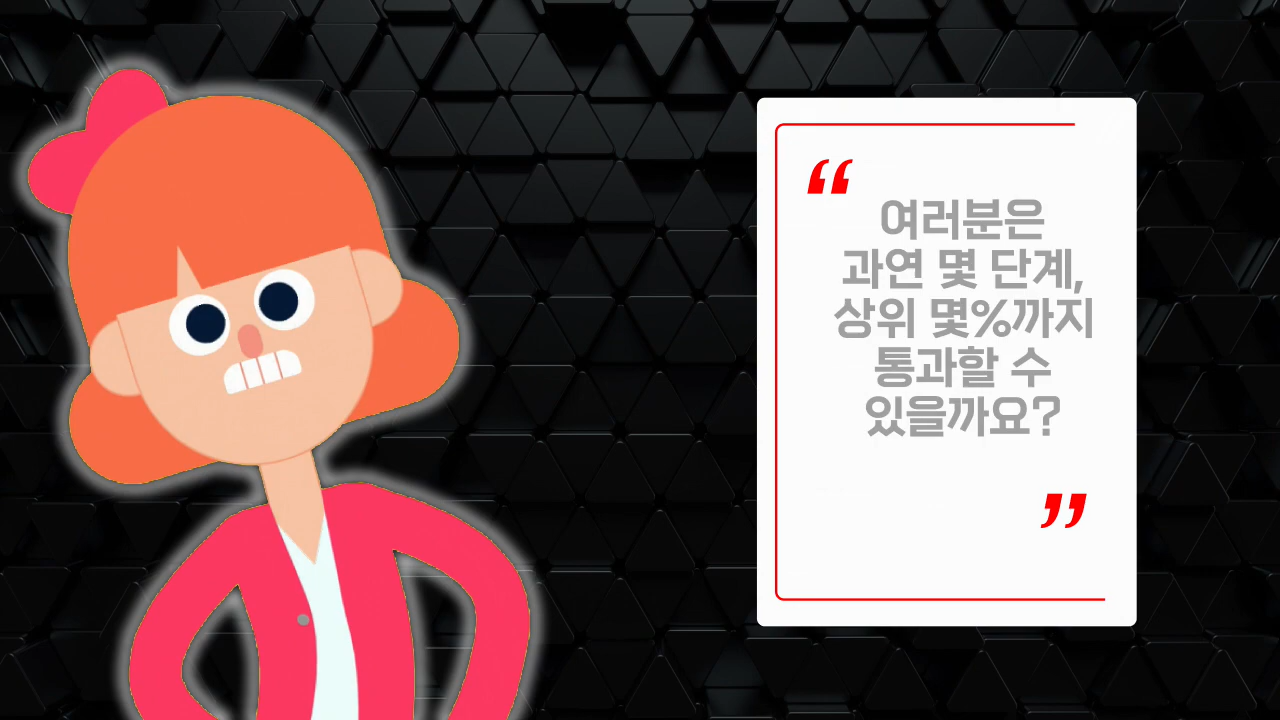 “
여러분은
과연 몇 단계,
상위 몇%까지
통과할 수
있을까요?
”